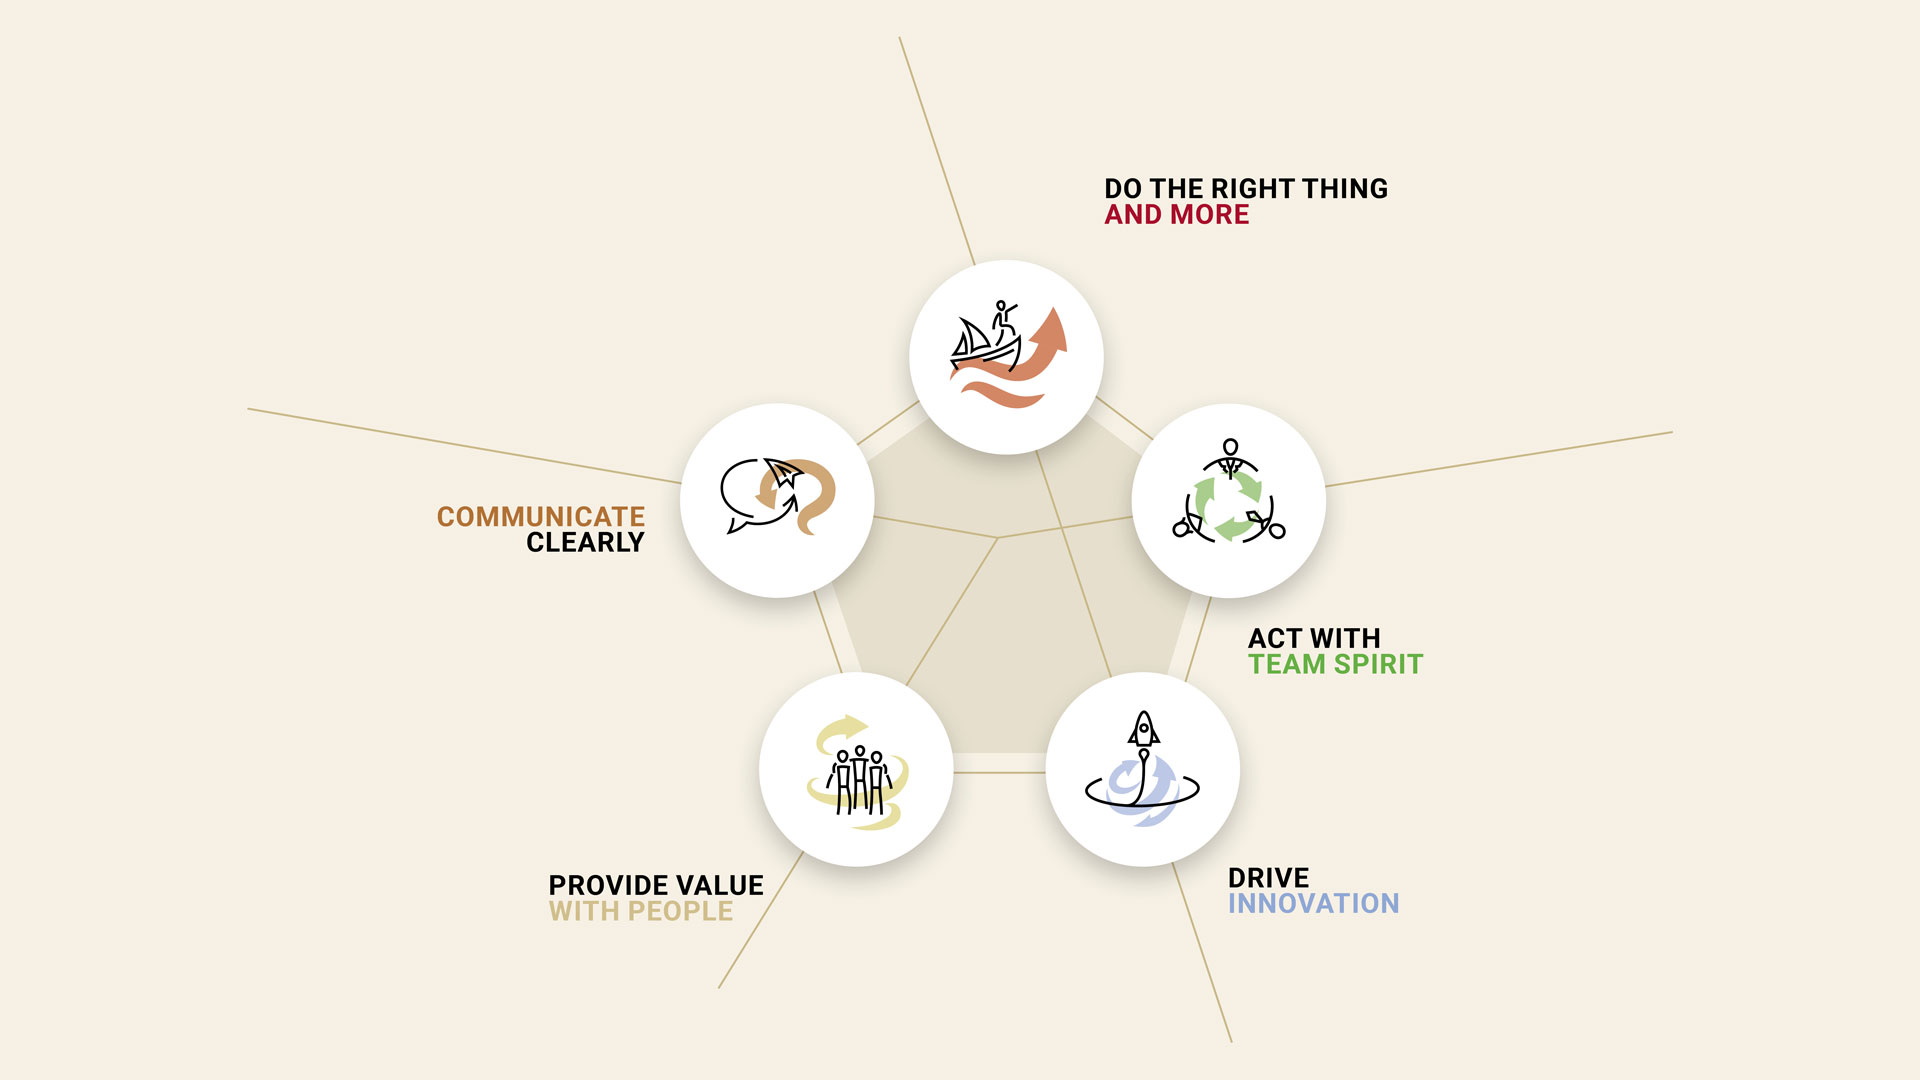 DO THE RIGHT THING
AND MORE
COMMUNICATE
CLEARLY
ACT WITH
TEAM SPIRIT
PROVIDE VALUE
WITH PEOPLE
DRIVE
INNOVATION